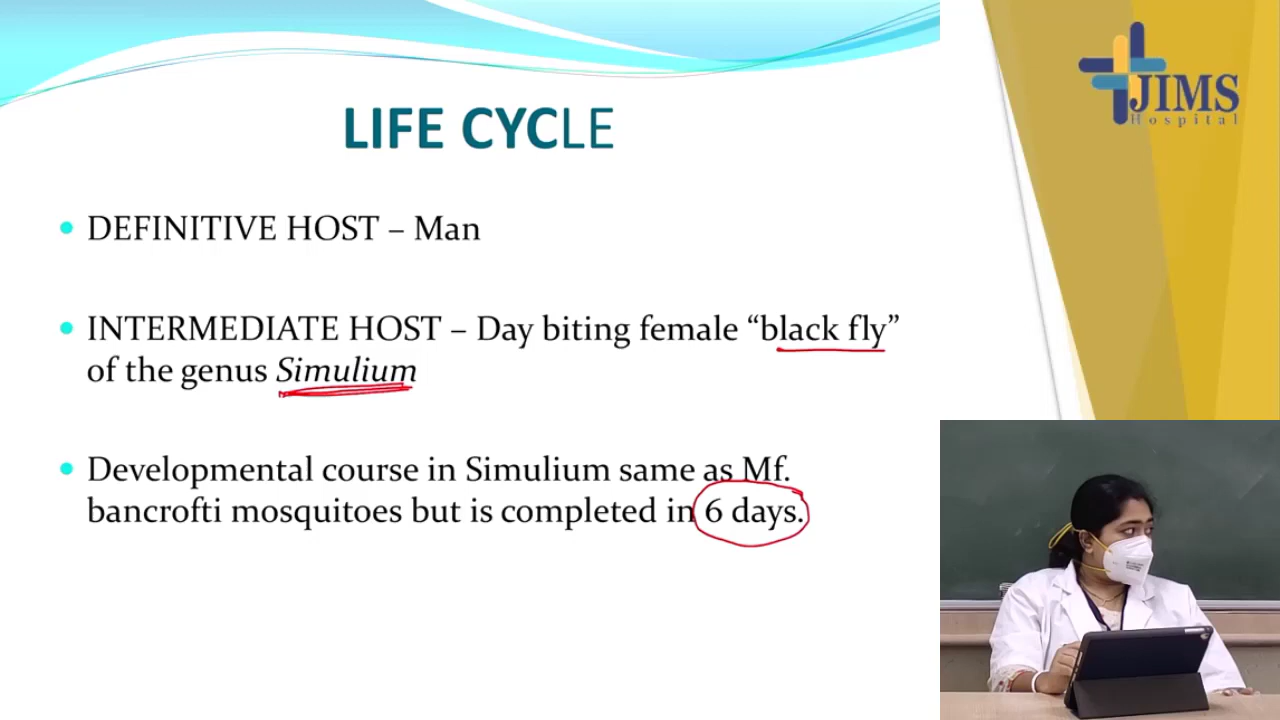 JIMS
Hospital
LIFE CYCLE
• DEFINITIVE HOST – Man
• INTERMEDIATE HOST – Day biting female “black fly”
of the genus Simulium
• Developmental course in Simulium same as Mf.
bancrofti mosquitoes but is completed in 6 days.